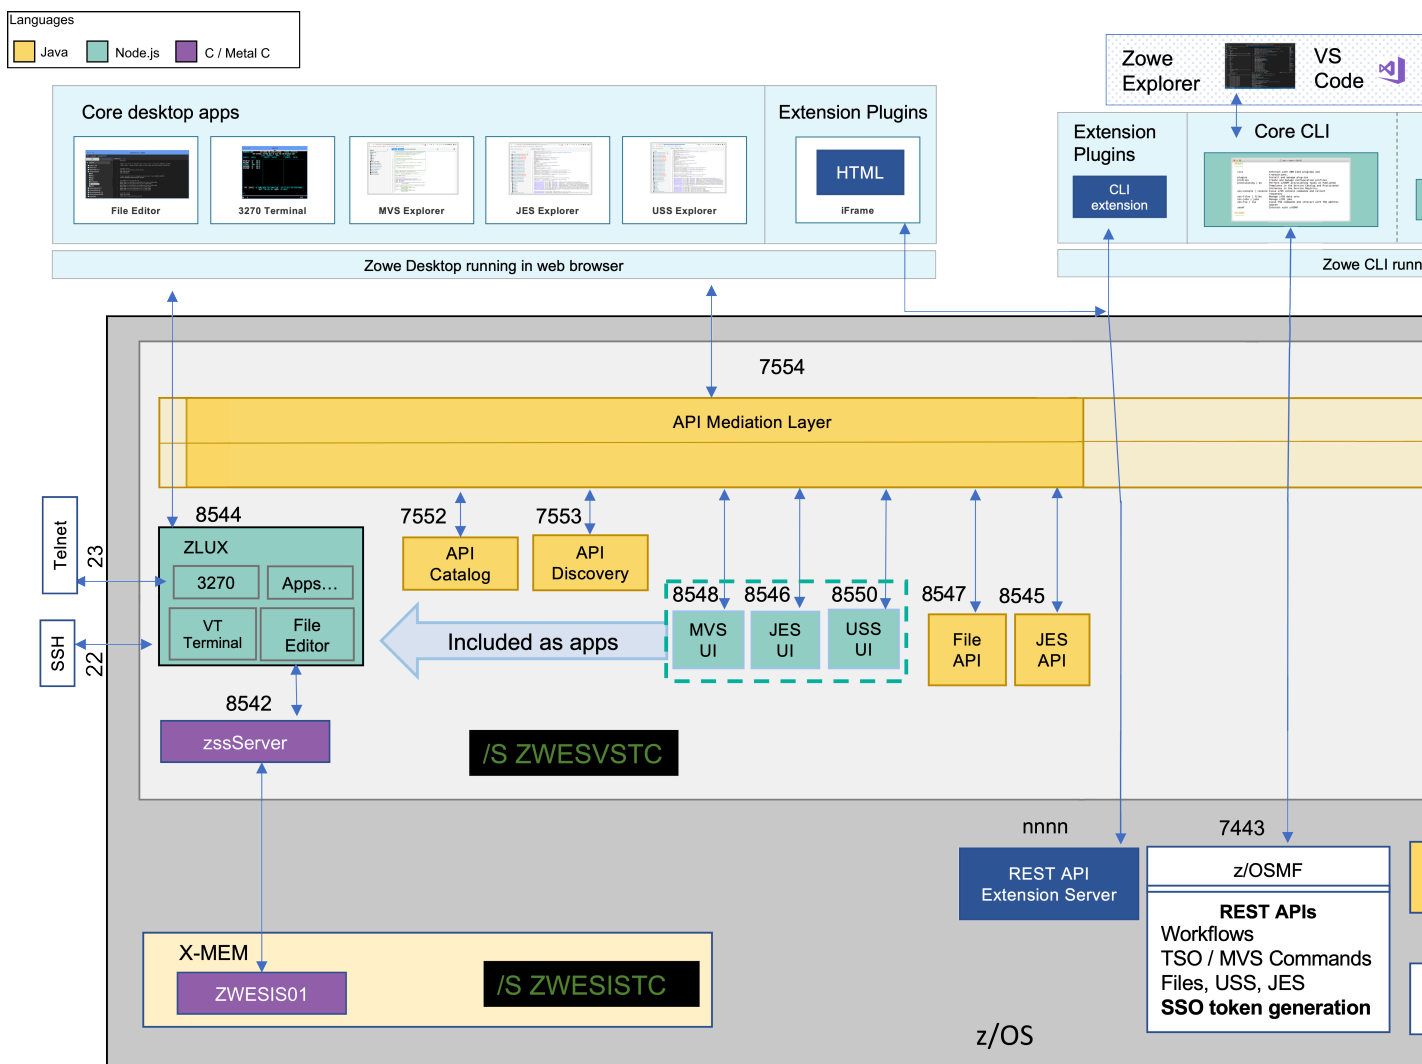 Languages
Java
Node.js
C / Metal C
Zowe
Explorer
VS
Code
Core desktop apps
Extension Plugins
File Editor
3270 Terminal
MVS Explorer
JES Explorer
USS Explorer
HTML
iFrame
Extension
Plugins
Core CLI
CLI
extension
Zowe Desktop running in web browser
Zowe CLI runn
7554
API Mediation Layer
Telnet
23
SSH
22
8544
ZLUX
3270
Apps...
VT
Terminal
File
Editor
7552
API
Catalog
7553
API
Discovery
Included as apps
8548
MVS
UI
8546
JES
UI
8550
USS
UI
8547
File
API
8545
JES
API
8542
zssServer
/S ZWESVSTC
nnnn
REST API
Extension Server
7443
z/OSMF
REST APIs
Workflows
TSO / MVS Commands
Files, USS, JES
SSO token generation
X-MEM
ZWESIS01
/S ZWESISTC
z/OS